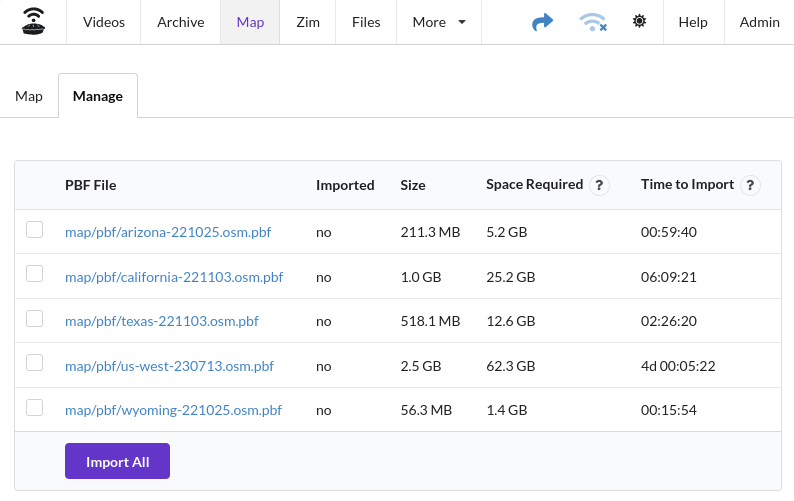 Videos Archive Map Zim Files More Help Admin
Map Manage
PBF File Imported Size Space Required ? Time to Import ?
map/pbf/arizona-221025.osm.pbf no 211.3 MB 5.2 GB 00:59:40
map/pbf/california-221103.osm.pbf no 1.0 GB 25.2 GB 06:09:21
map/pbf/texas-221103.osm.pbf no 518.1 MB 12.6 GB 02:26:20
map/pbf/us-west-230713.osm.pbf no 2.5 GB 62.3 GB 4d 00:05:22
map/pbf/wyoming-221025.osm.pbf no 56.3 MB 1.4 GB 00:15:54
Import All